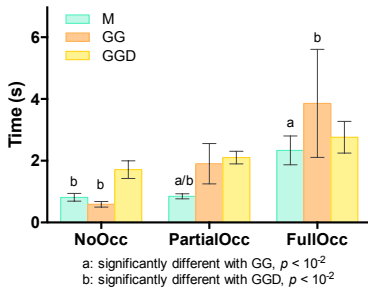 M
GG
GGD
Time (s)
6
4
2
0
b
b
a/b
a
b
NoOcc
PartialOcc
FullOcc
a: significantly different with GG, p < 10⁻²
b: significantly different with GGD, p < 10⁻²